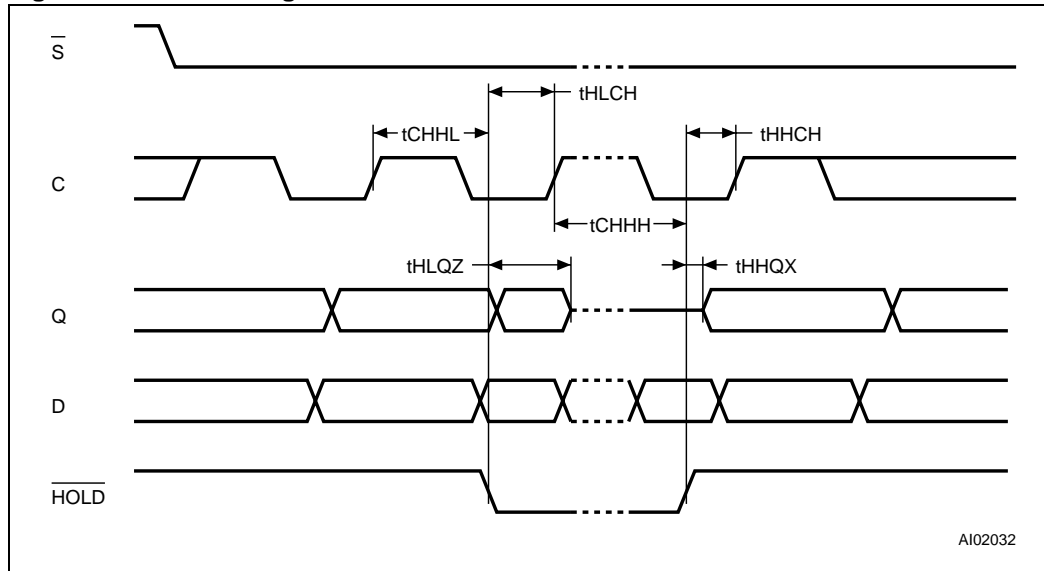 S
tHLCH
tCHHL
tHHCH
C
tCHHH
tHLQZ
tHHQX
Q
D
HOLD
AI02032